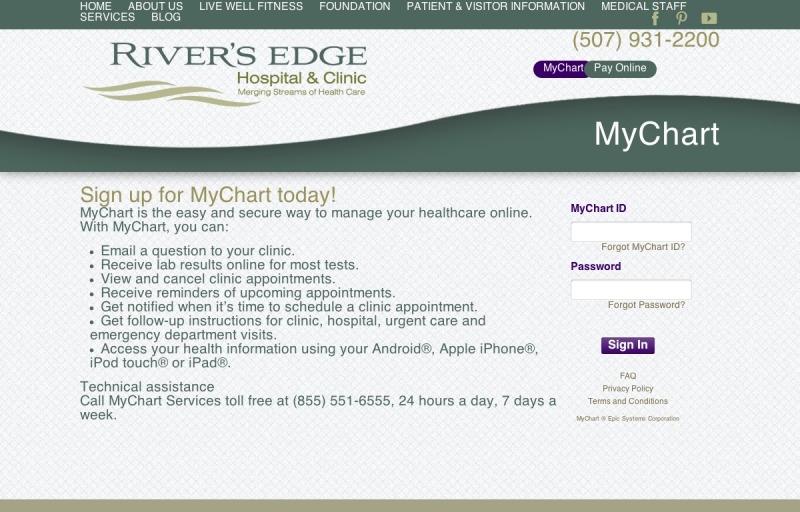 HOME ABOUT US LIVE WELL FITNESS FOUNDATION PATIENT & VISITOR INFORMATION MEDICAL STAFF
SERVICES BLOG
(507) 931-2200
RIVER'S EDGE
Hospital & Clinic
Merging Streams of Health Care
MyChart Pay Online
MyChart
Sign up for MyChart today!
MyChart is the easy and secure way to manage your healthcare online.
With MyChart, you can:
• Email a question to your clinic.
• Receive lab results online for most tests.
• View and cancel clinic appointments.
• Receive reminders of upcoming appointments.
• Get notified when it's time to schedule a clinic appointment.
• Get follow-up instructions for clinic, hospital, urgent care and
emergency department visits.
• Access your health information using your Android®, Apple iPhone®,
iPod touch® or iPad®.
Technical assistance
Call MyChart Services toll free at (855) 551-6555, 24 hours a day, 7 days a
week.
MyChart ID
Forgot MyChart ID?
Password
Forgot Password?
Sign In
FAQ
Privacy Policy
Terms and Conditions
MyChart ® Epic Systems Corporation